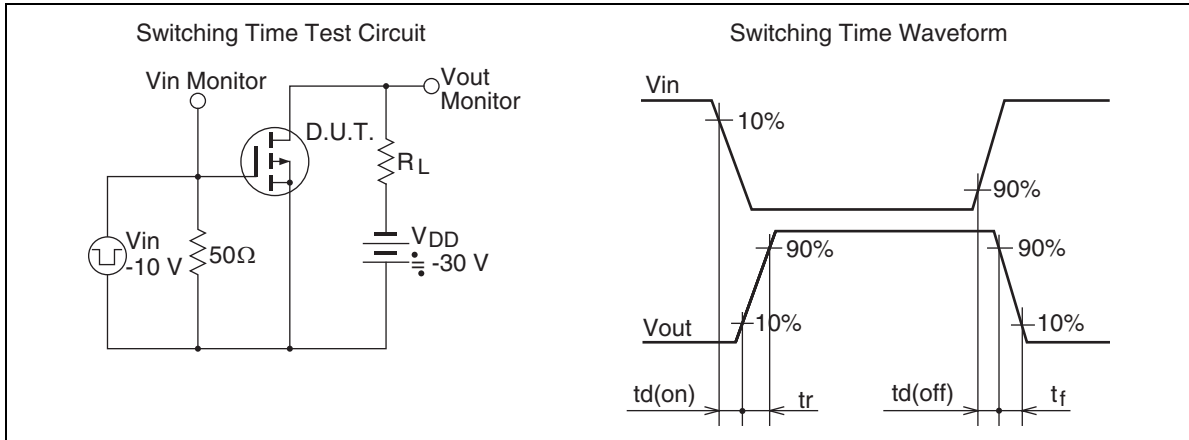 Switching Time Test Circuit
Vin Monitor
Vout
Monitor
D.U.T.
RL
Vin
-10 V
50Ω
VDD
≒ -30 V
Switching Time Waveform
Vin
10%
90%
90%
90%
10%
10%
Vout
td(on)
tr
td(off)
tf